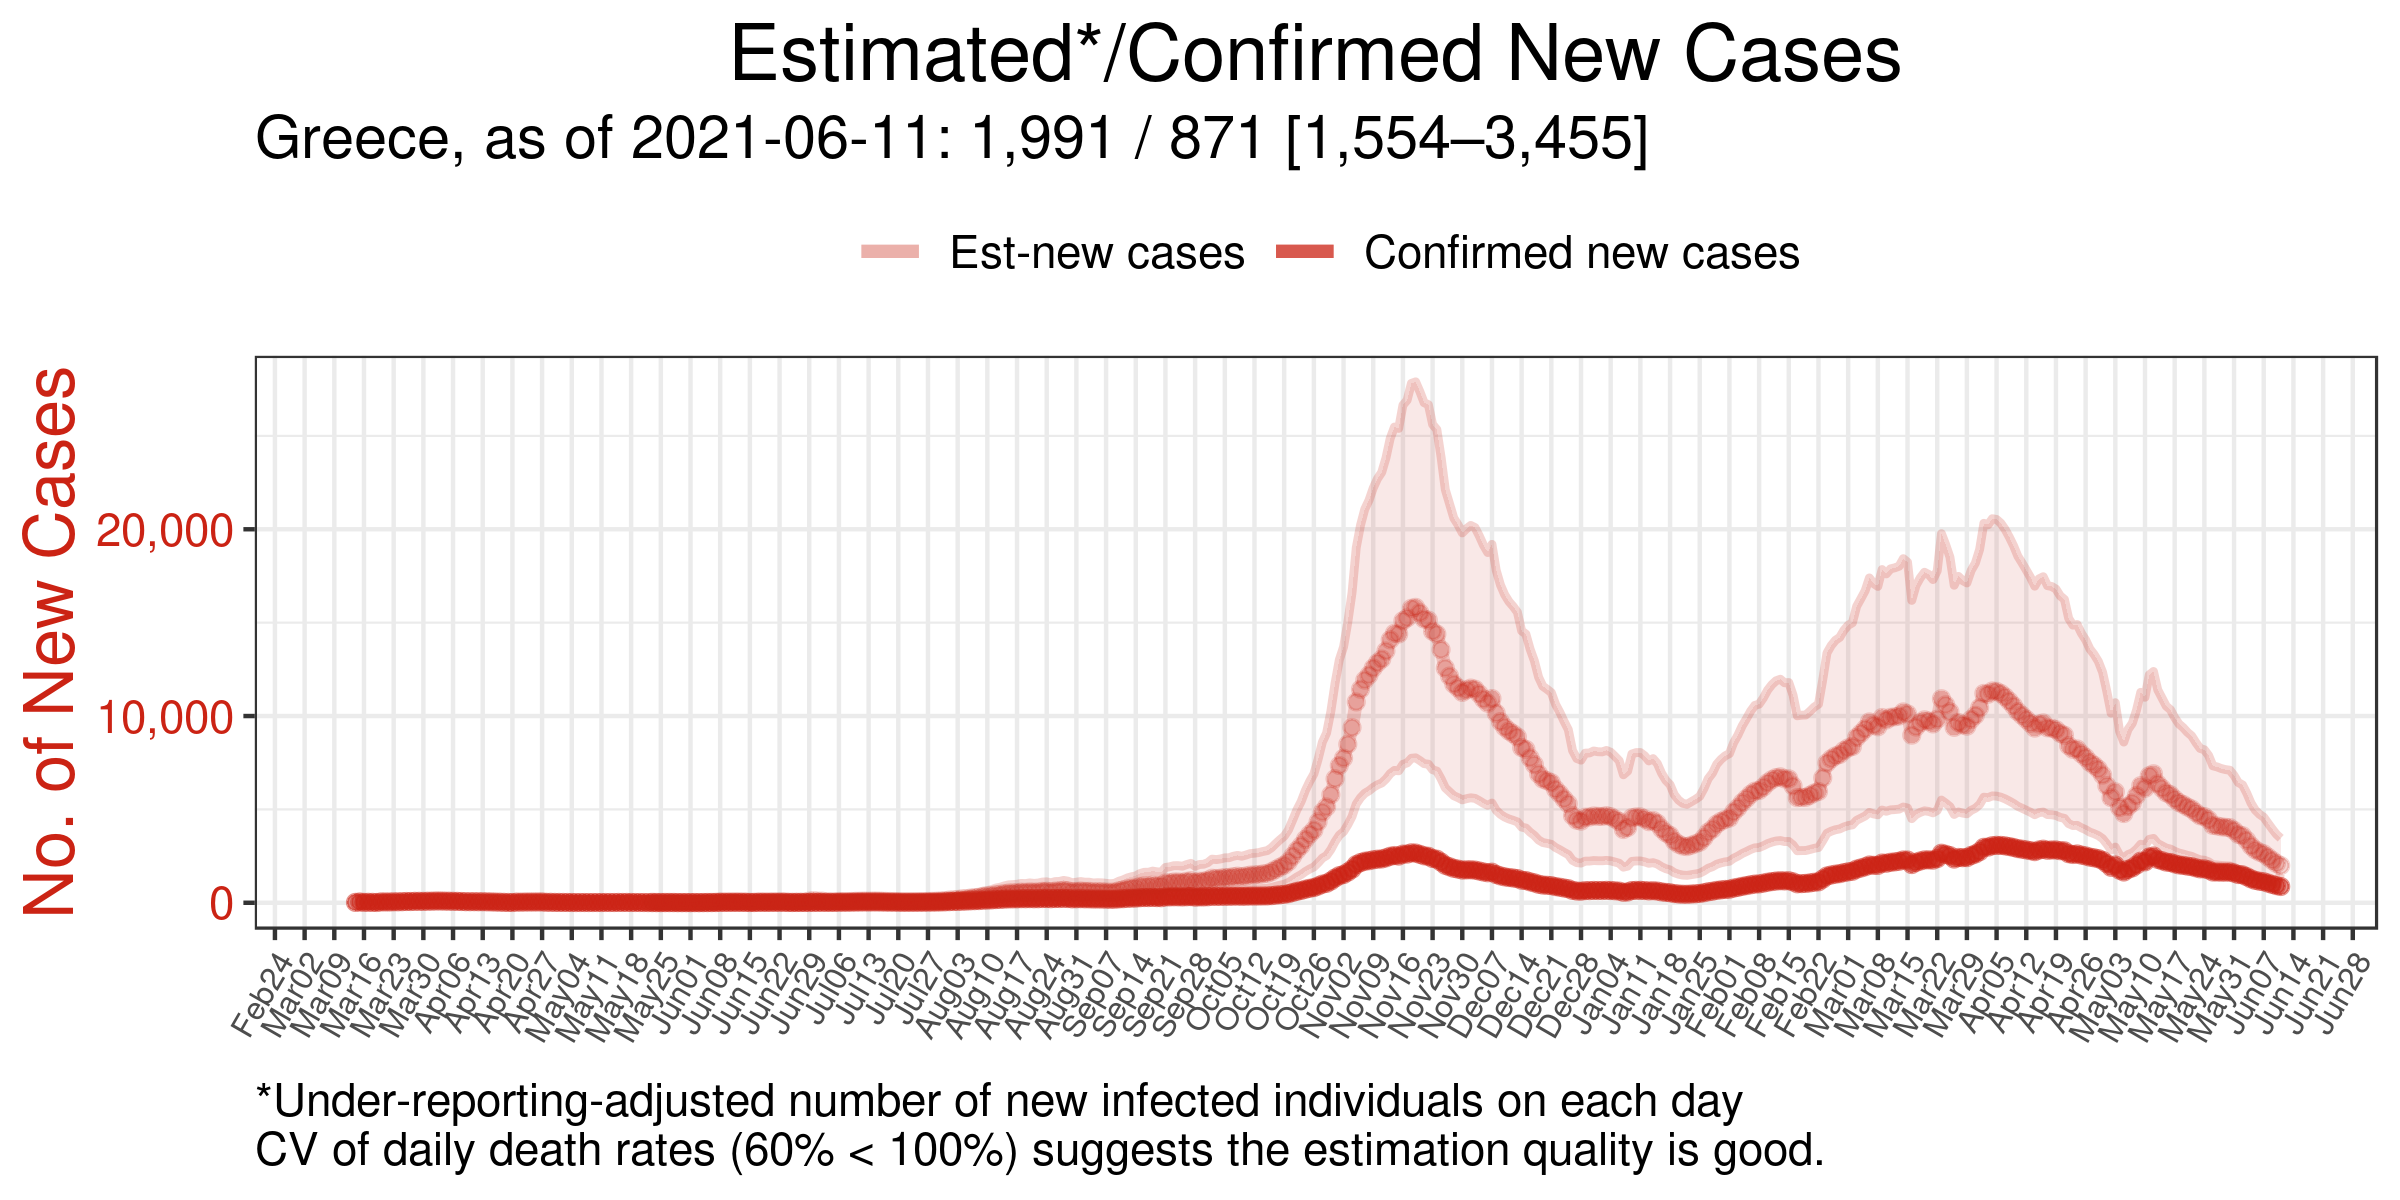 Estimated*/Confirmed New Cases
Greece, as of 2021-06-11: 1,991 / 871 [1,554–3,455]
Est-new cases Confirmed new cases
No. of New Cases
20,000
10,000
0
Feb24 Mar02 Mar09 Mar16 Mar23 Mar30 Apr06 Apr13 Apr20 Apr27 May04 May11 May18 May25 Jun01 Jun08 Jun15 Jun22 Jun29 Jul06 Jul13 Jul20 Jul27 Aug03 Aug10 Aug17 Aug24 Aug31 Sep07 Sep14 Sep21 Sep28 Oct05 Oct12 Oct19 Oct26 Nov02 Nov09 Nov16 Nov23 Nov30 Dec07 Dec14 Dec21 Dec28 Jan04 Jan11 Jan18 Jan25 Feb01 Feb08 Feb15 Feb22 Mar01 Mar08 Mar15 Mar22 Mar29 Apr05 Apr12 Apr19 Apr26 May03 May10 May17 May24 May31 Jun07 Jun14 Jun21 Jun28
*Under-reporting-adjusted number of new infected individuals on each day
CV of daily death rates (60% < 100%) suggests the estimation quality is good.